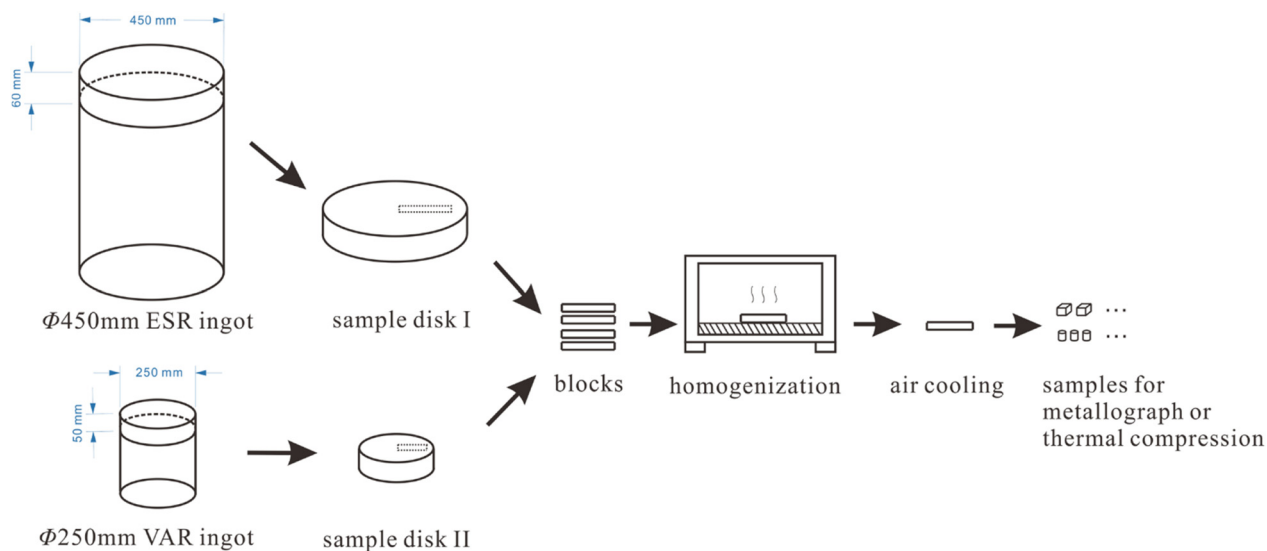 450 mm
60 mm
Φ450mm ESR ingot
sample disk I
blocks
homogenization
air cooling
samples for
metallograph or
thermal compression
250 mm
50 mm
Φ250mm VAR ingot
sample disk II